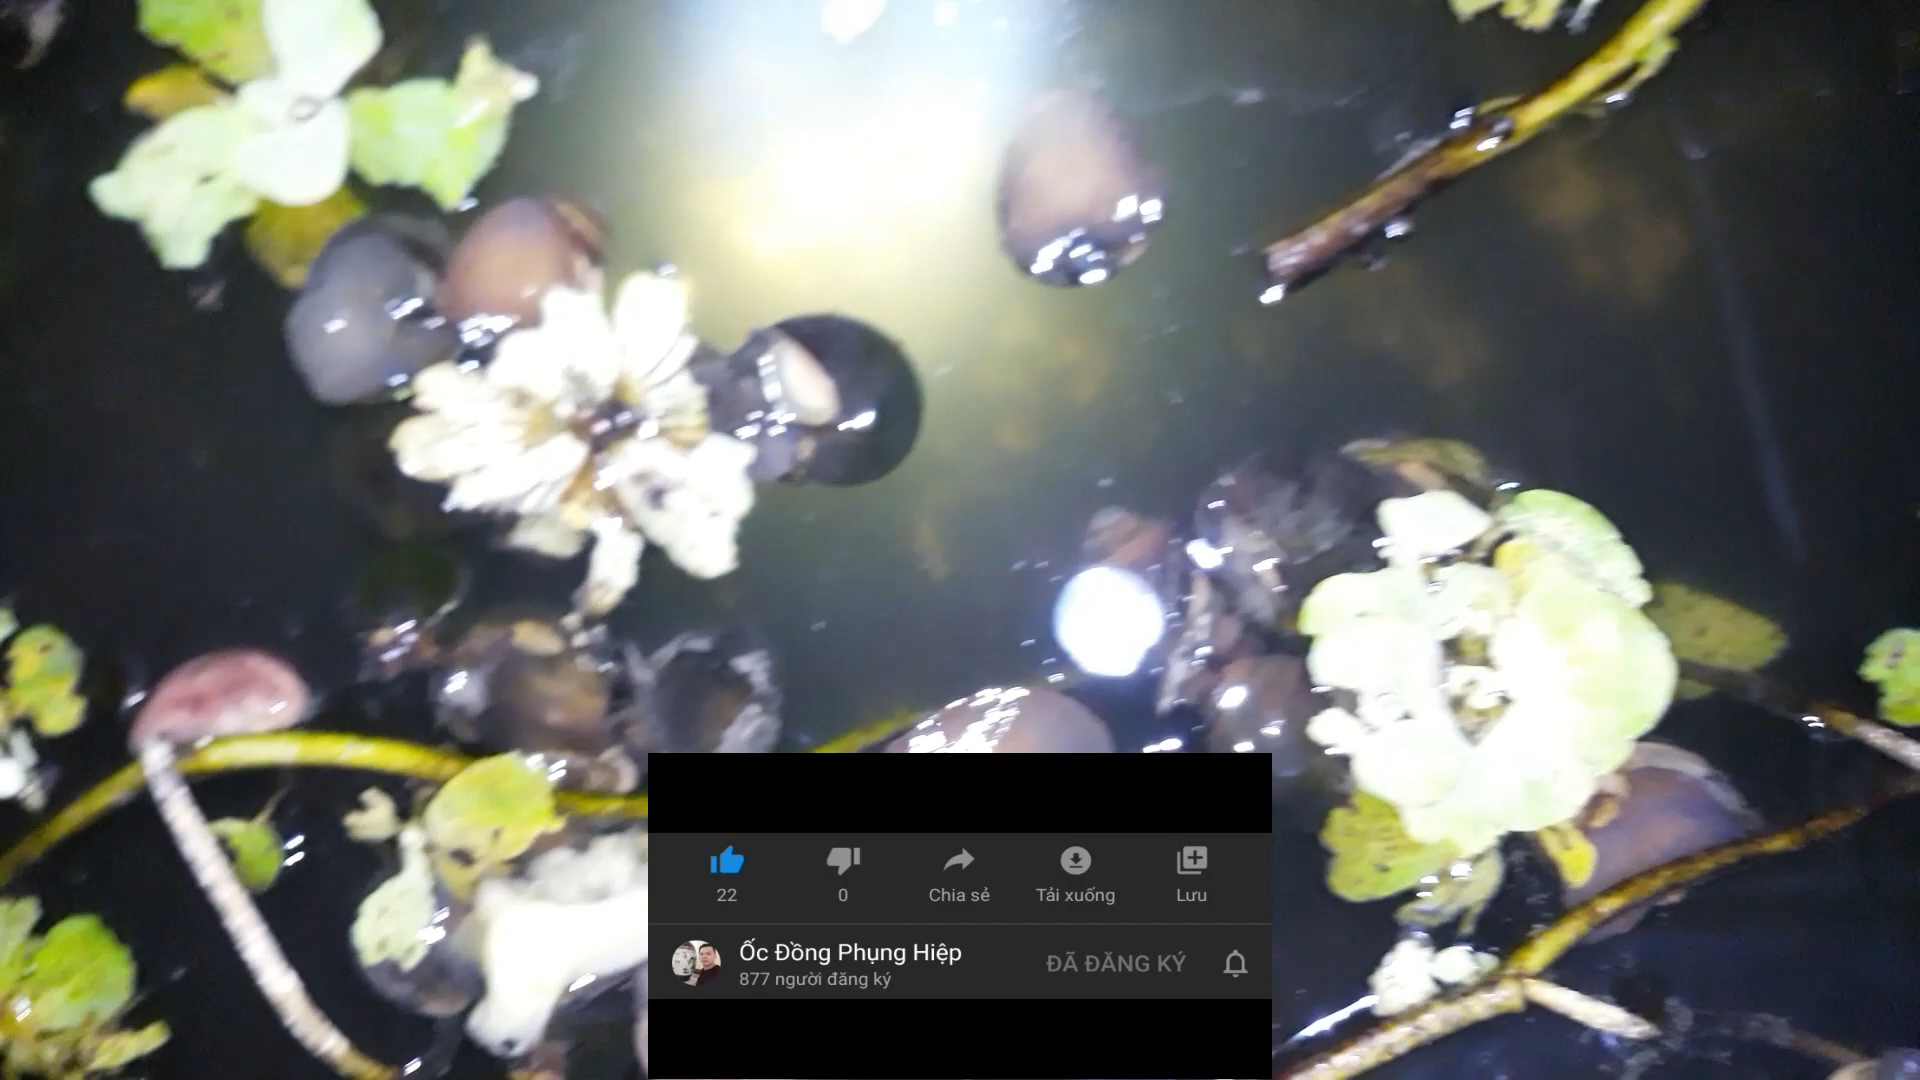 22
0
Chia sẻ
Tải xuống
Lưu
Ốc Đồng Phụng Hiệp
877 người đăng ký
ĐÃ ĐĂNG KÝ